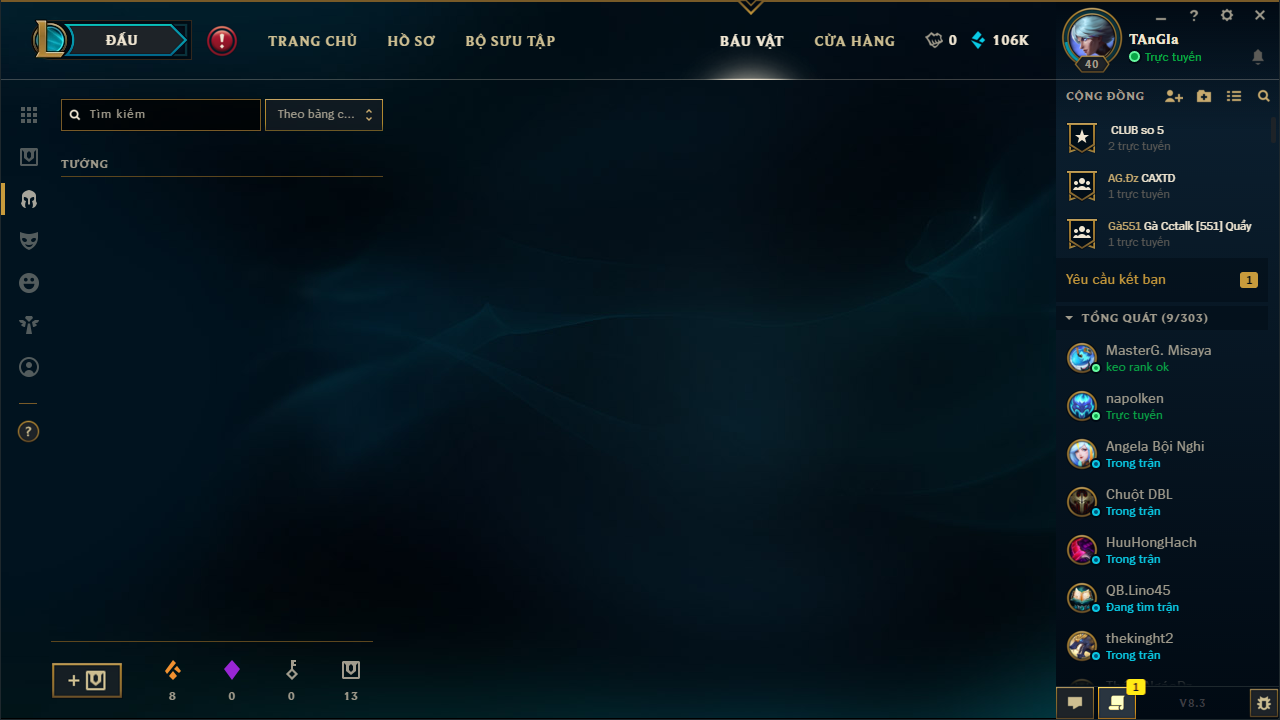 ĐẤU
!
TRANG CHỦ
HỒ SƠ
BỘ SƯU TẬP
BÁU VẬT
CỬA HÀNG
0
106K
?
TAnGIa
Trực tuyến
40
Tìm kiếm
Theo bảng c...
TƯỚNG
?
8
0
0
13
+
CỘNG ĐỒNG
CLUB so 5
2 trực tuyến
AG.Đz CAXTD
1 trực tuyến
Gà551 Gà Cctalk [551] Quẩy
1 trực tuyến
Yêu cầu kết bạn
1
TỔNG QUÁT (9/303)
MasterG. Misaya
keo rank ok
napolken
Trực tuyến
Angela Bội Nghi
Trong trận
Chuột DBL
Trong trận
HuuHongHach
Trong trận
QB.Lino45
Đang tìm trận
thekinght2
Trong trận
1
V8.3